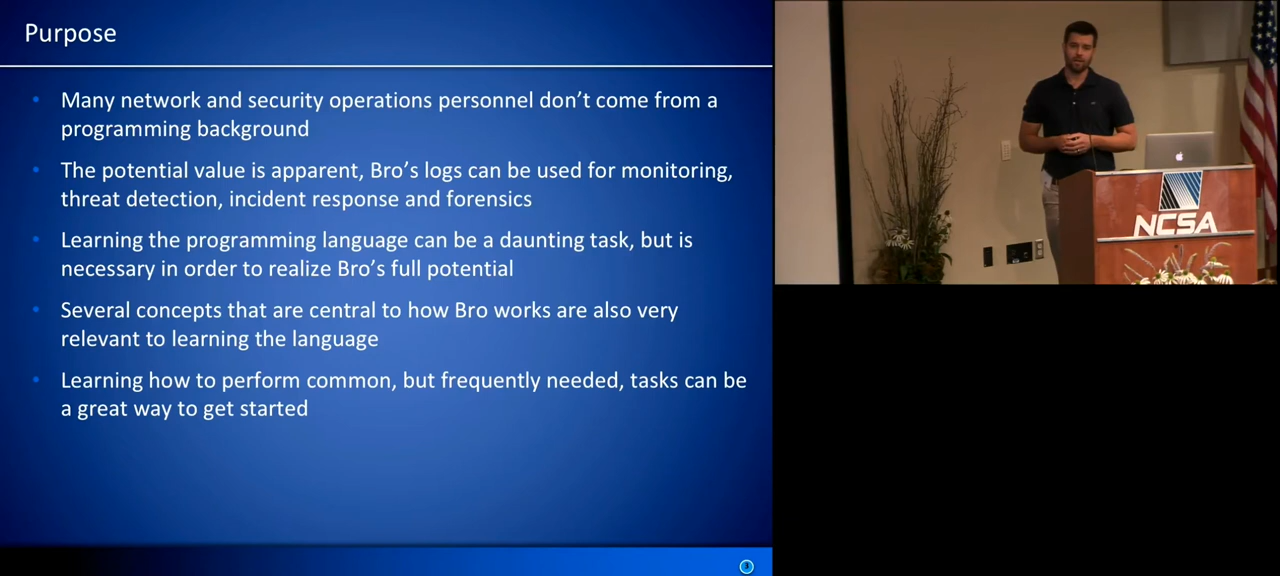 Purpose
• Many network and security operations personnel don't come from a
programming background
• The potential value is apparent, Bro's logs can be used for monitoring,
threat detection, incident response and forensics
• Learning the programming language can be a daunting task, but is
necessary in order to realize Bro's full potential
• Several concepts that are central to how Bro works are also very
relevant to learning the language
• Learning how to perform common, but frequently needed, tasks can be
a great way to get started
NCSA